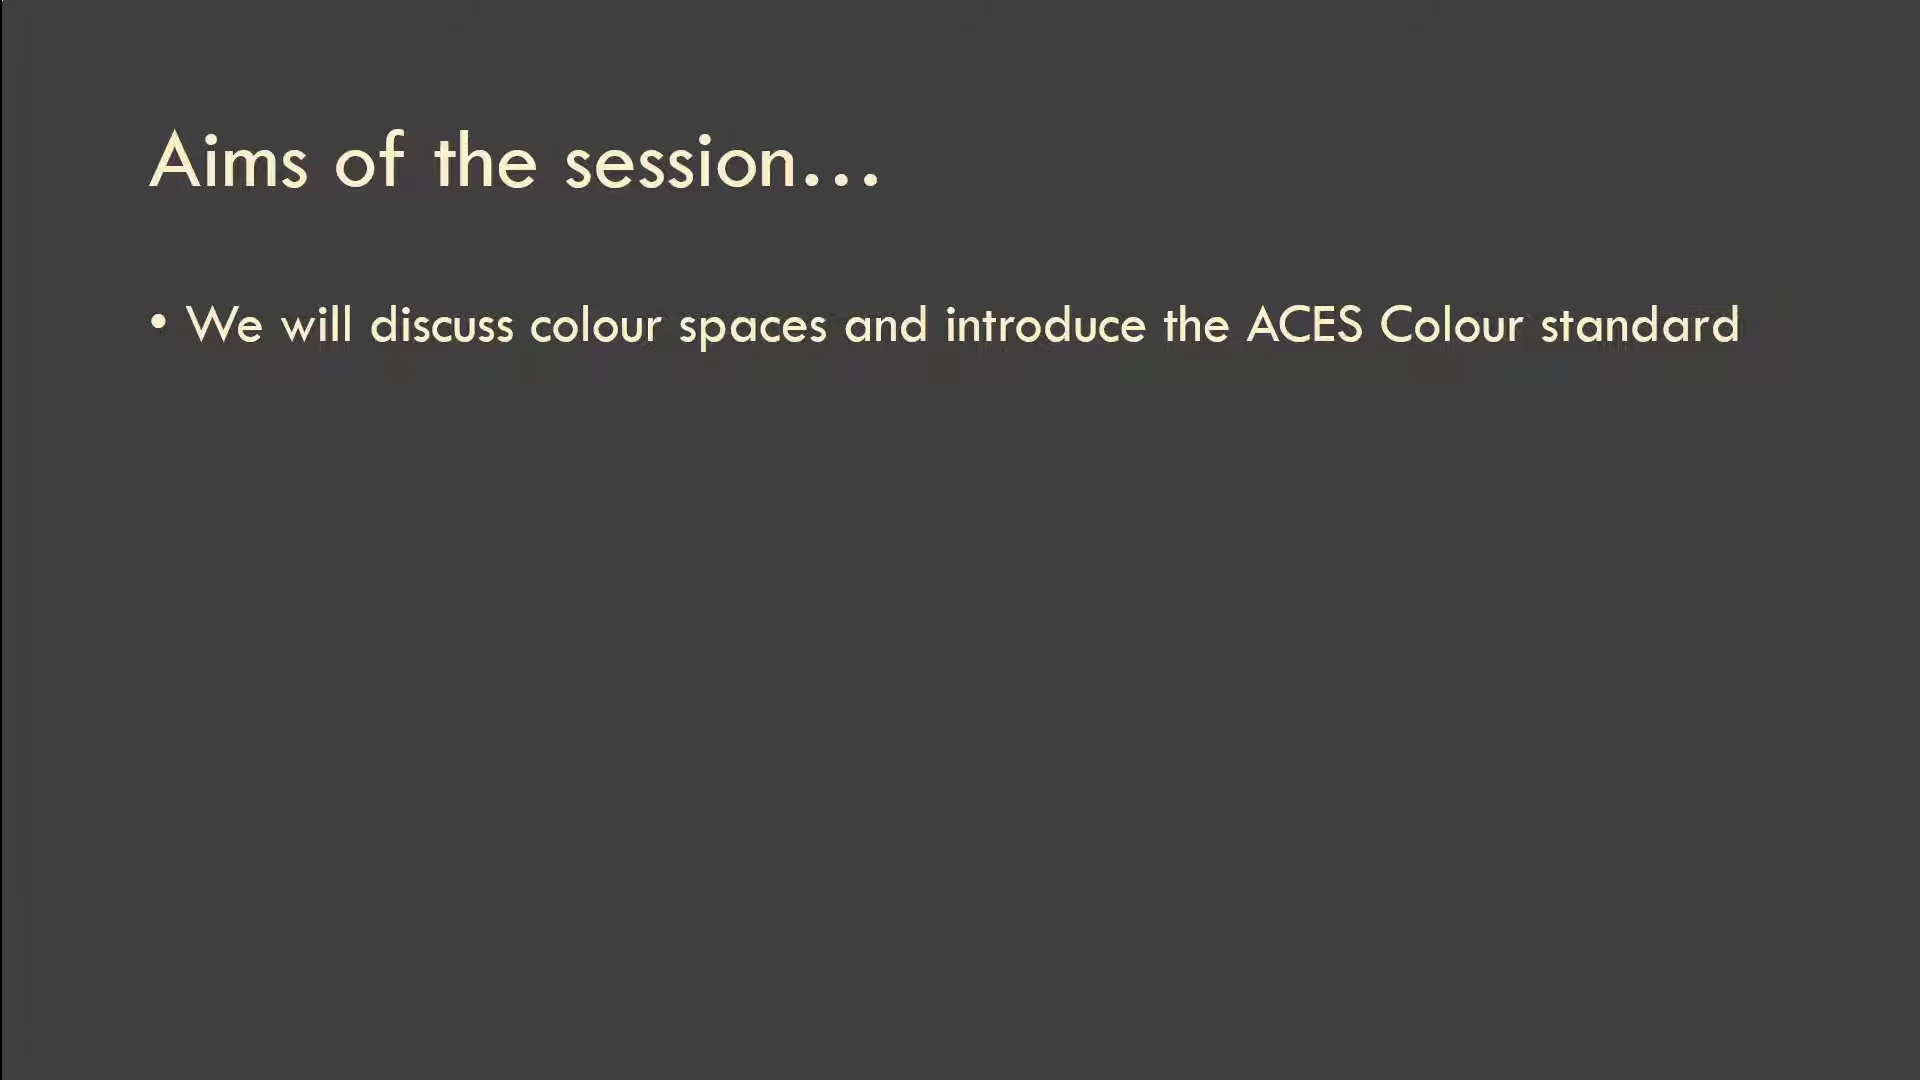 Aims of the session…
• We will discuss colour spaces and introduce the ACES Colour standard